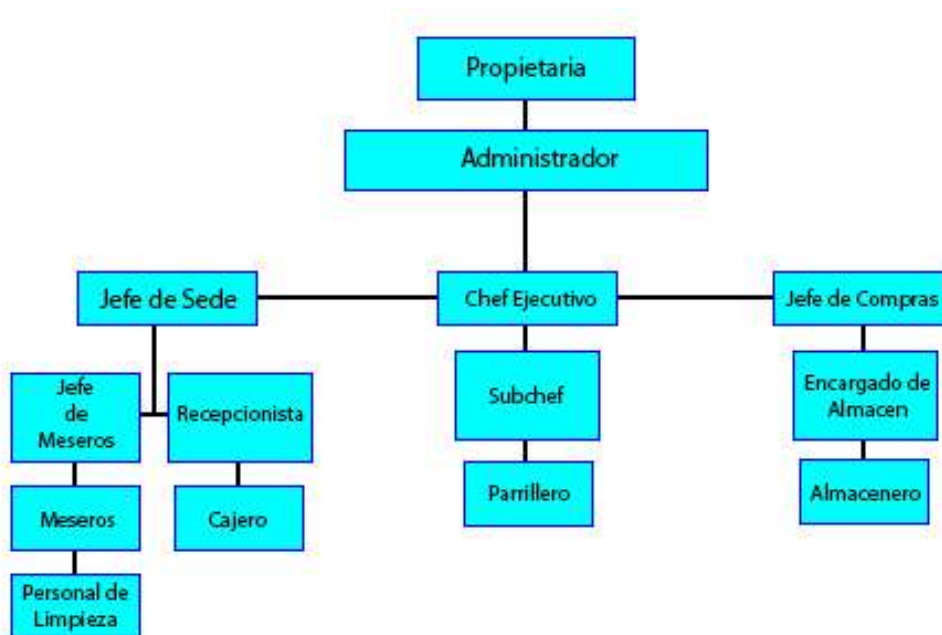 Propietaria
Administrador
Jefe de Sede
Chef Ejecutivo
Jefe de Compras
Jefe
de
Meseros
Recepcionista
Subchef
Encargado de
Almacen
Meseros
Cajero
Parrillero
Almacenero
Personal de
Limpieza